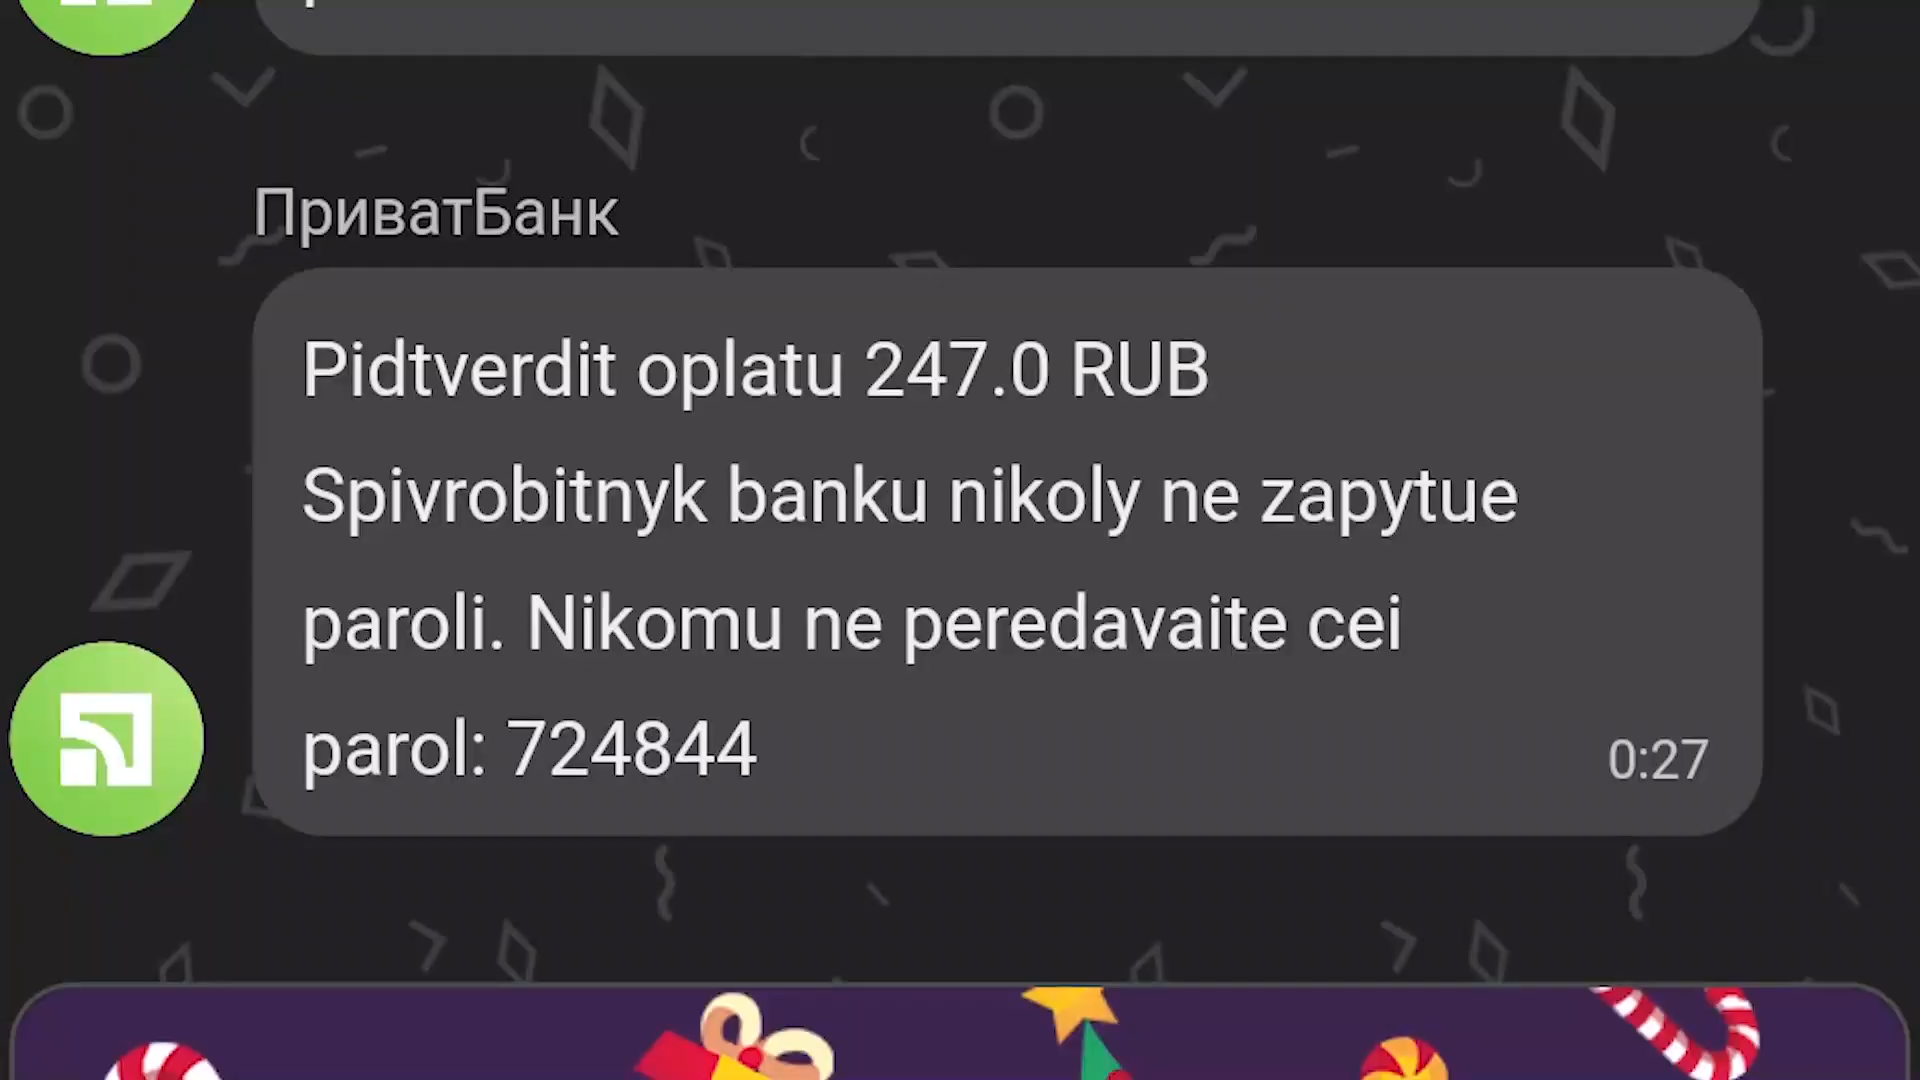 ПриватБанк
Pidtverdit oplatu 247.0 RUB
Spivrobitnyk banku nikoly ne zapytue
paroli. Nikomu ne peredavaite cei
parol: 724844
0:27